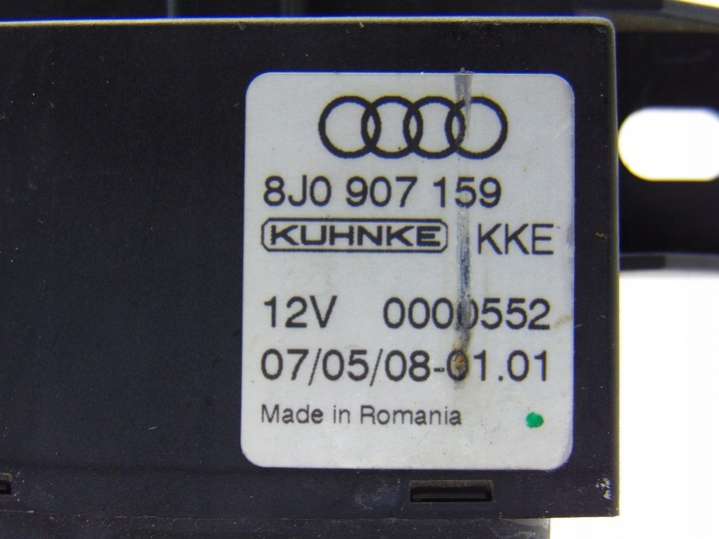 8J0 907 159
KUHNKE KKE
12V 0000552
07/05/08-01.01
Made in Romania